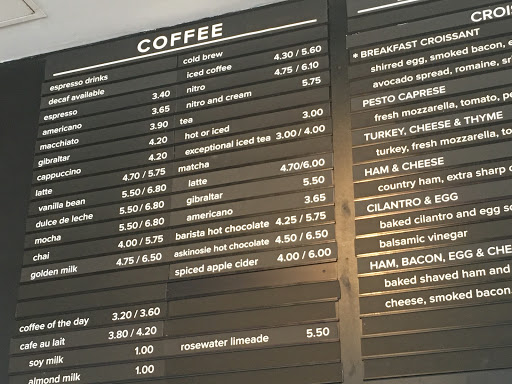 COFFEE
espresso drinks
decaf available
espresso 3.40
americano 3.65
macchiato 3.90
gibraltar 4.20
cappuccino 4.20
latte 4.70 / 5.75
vanilla bean 5.50 / 6.80
dulce de leche 5.50 / 6.80
mocha 5.50 / 6.80
chai 4.00 / 5.75
golden milk 4.75 / 6.50
coffee of the day 3.20 / 3.60
cafe au lait 3.80 / 4.20
soy milk 1.00
almond milk 1.00
cold brew
iced coffee 4.30 / 5.60
nitro 4.75 / 6.10
nitro and cream 5.75
tea
hot or iced 3.00
exceptional iced tea 3.00 / 4.00
matcha
latte 4.70/6.00
gibraltar 5.50
americano 3.65
barista hot chocolate 4.25 / 5.75
askinosie hot chocolate 4.50 / 6.50
spiced apple cider 4.00 / 6.00
rosewater limeade 5.50
CROIS
* BREAKFAST CROISSANT
shirred egg, smoked bacon,
avocado spread, romaine,
PESTO CAPRESE
fresh mozzarella, tomato,
TURKEY, CHEESE & THYME
turkey, fresh mozzarella,
HAM & CHEESE
country ham, extra sharp
CILANTRO & EGG
baked cilantro and egg
balsamic vinegar
HAM, BACON, EGG &
baked shaved ham and
cheese, smoked bacon,